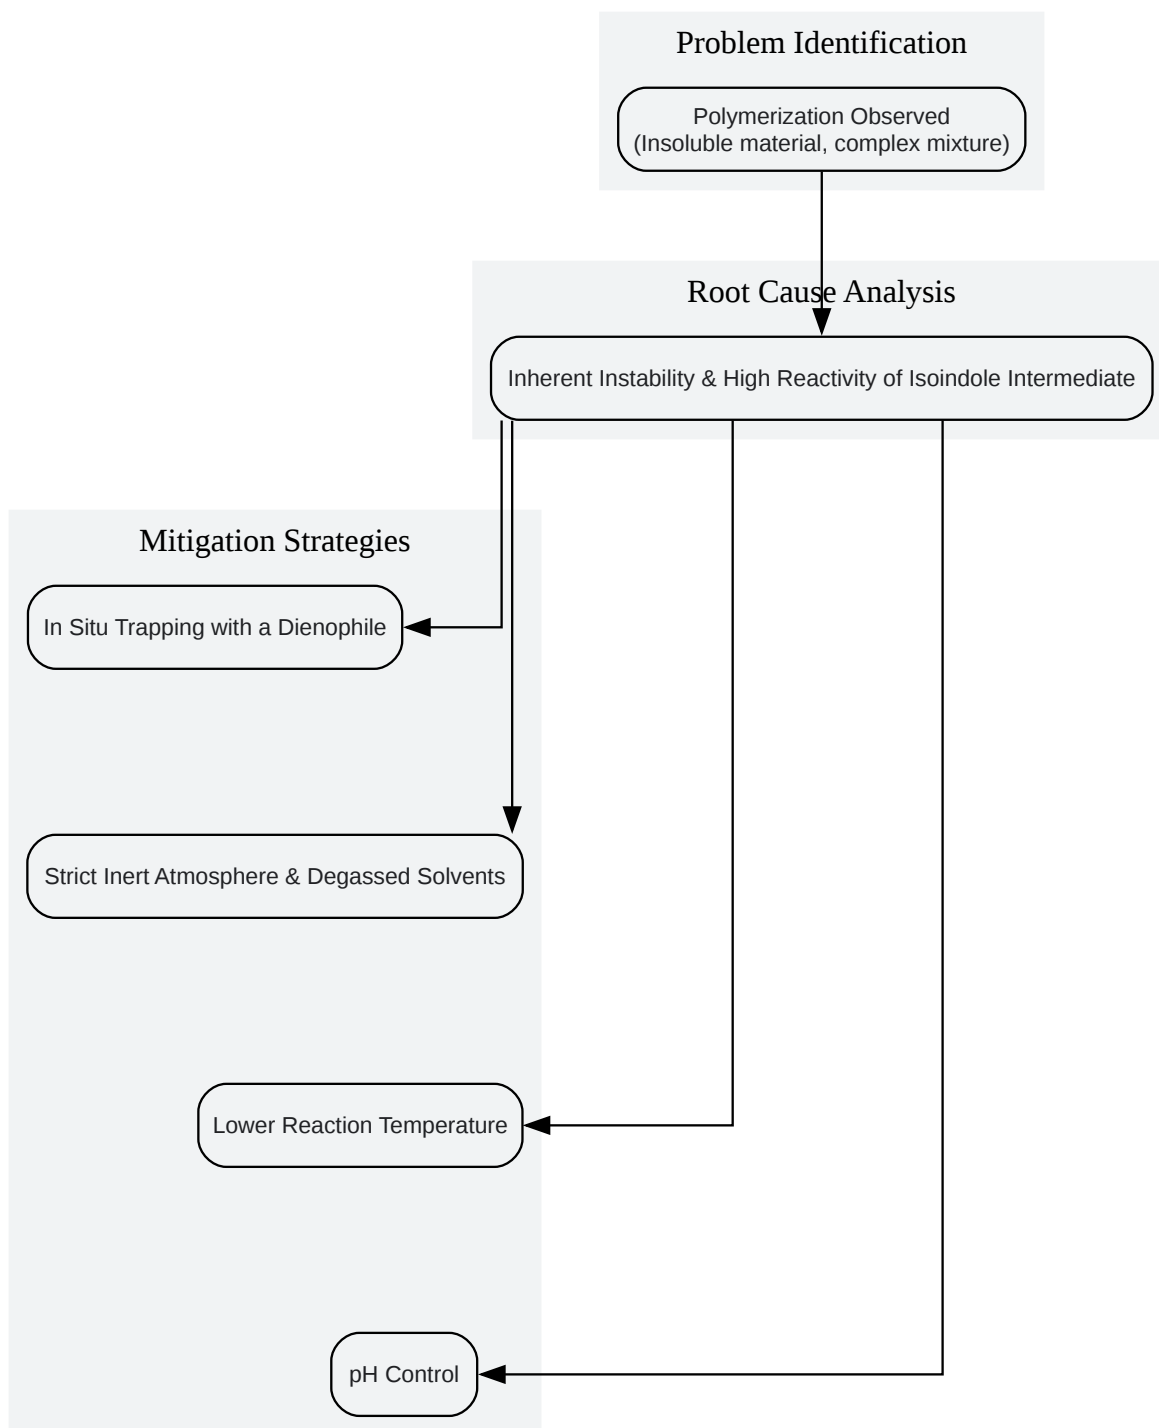 Problem Identification
Polymerization Observed
(Insoluble material, complex mixture)
Root Cause Analysis
Inherent Instability & High Reactivity of Isoindole Intermediate
Mitigation Strategies
In Situ Trapping with a Dienophile
Strict Inert Atmosphere & Degassed Solvents
Lower Reaction Temperature
pH Control